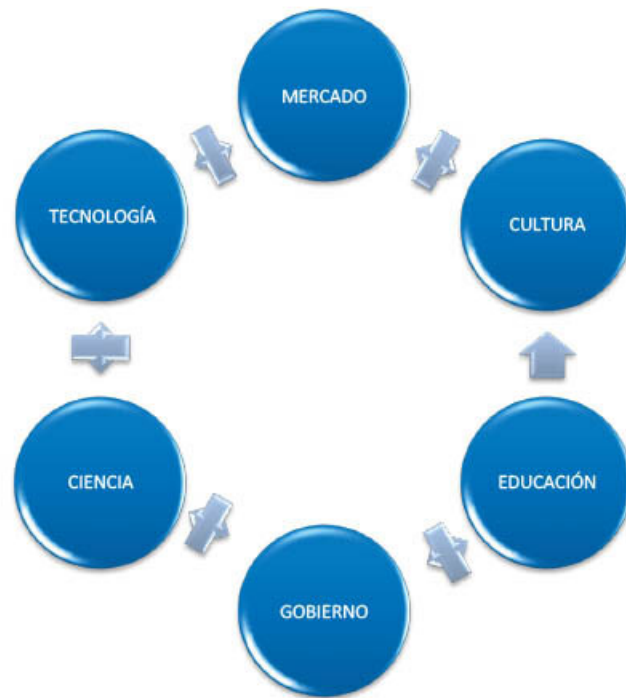 MERCADO
CULTURA
EDUCACIÓN
GOBIERNO
CIENCIA
TECNOLOGÍA